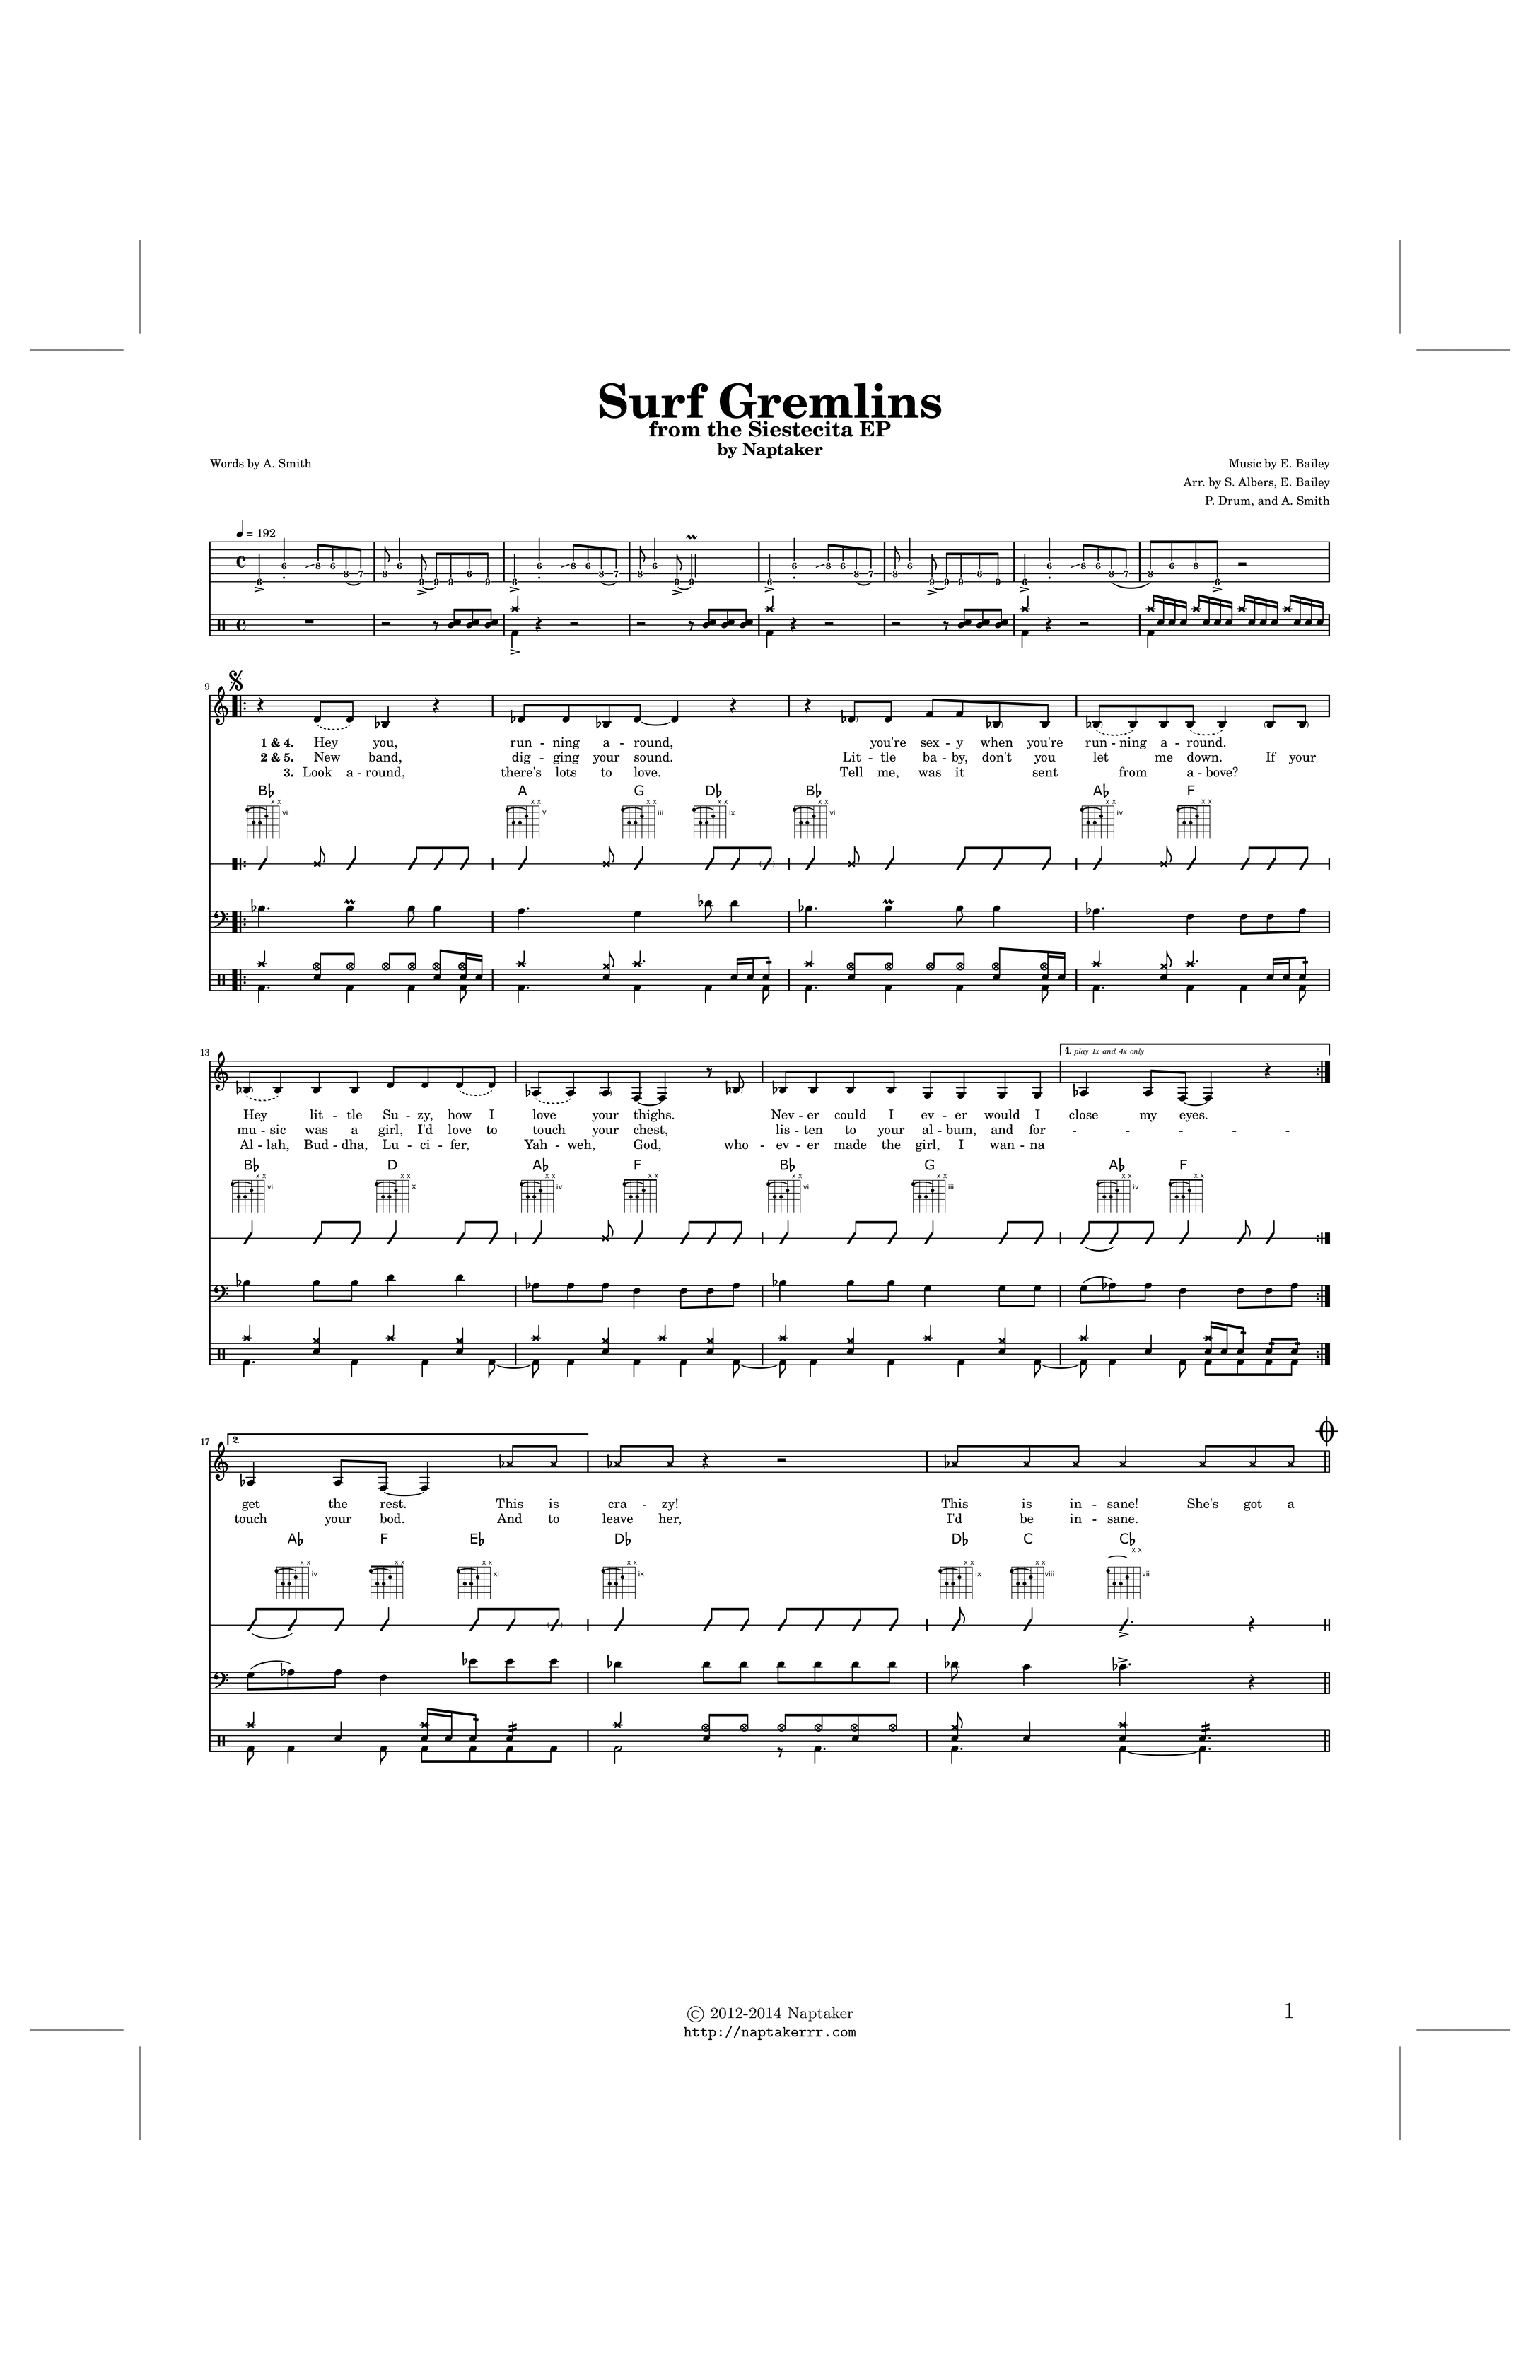 Surf Gremlins
from the Siestecita EP
by Naptaker
Words by A. Smith
Music by E. Bailey
Arr. by S. Albers, E. Bailey
P. Drum, and A. Smith
= 192
9
1 & 4. Hey you, run - ning a - round, you're sex - y when you're run - ning a - round.
2 & 5. New band, dig - ging your sound. Lit - tle ba - by, don't you let me down. If your
3. Look a - round, there's lots to love. Tell me, was it sent from a - bove?
B♭ A G D♭ B♭ A♭ F
vi v iii ix vi iv
13
1. play 1x and 4x only
Hey lit - tle Su - zy, how I love your thighs. Nev - er could I ev - er would I close my eyes.
mu - sic was a girl, I'd love to touch your chest, lis - ten to your al - bum, and for - - - - -
Al - lah, Bud - dha, Lu - ci - fer, Yah - weh, God, who - ev - er made the girl, I wan - na
B♭ D A♭ F B♭ G A♭ F
vi x iv vi iii iv
17
2.
get the rest. This is cra - zy! This is in - sane! She's got a
touch your bod. And to leave her, I'd be in - sane.
A♭ F E♭ D♭ D♭ C C♭
iv xi ix ix viii vii
© 2012-2014 Naptaker
1
http://naptakerrr.com